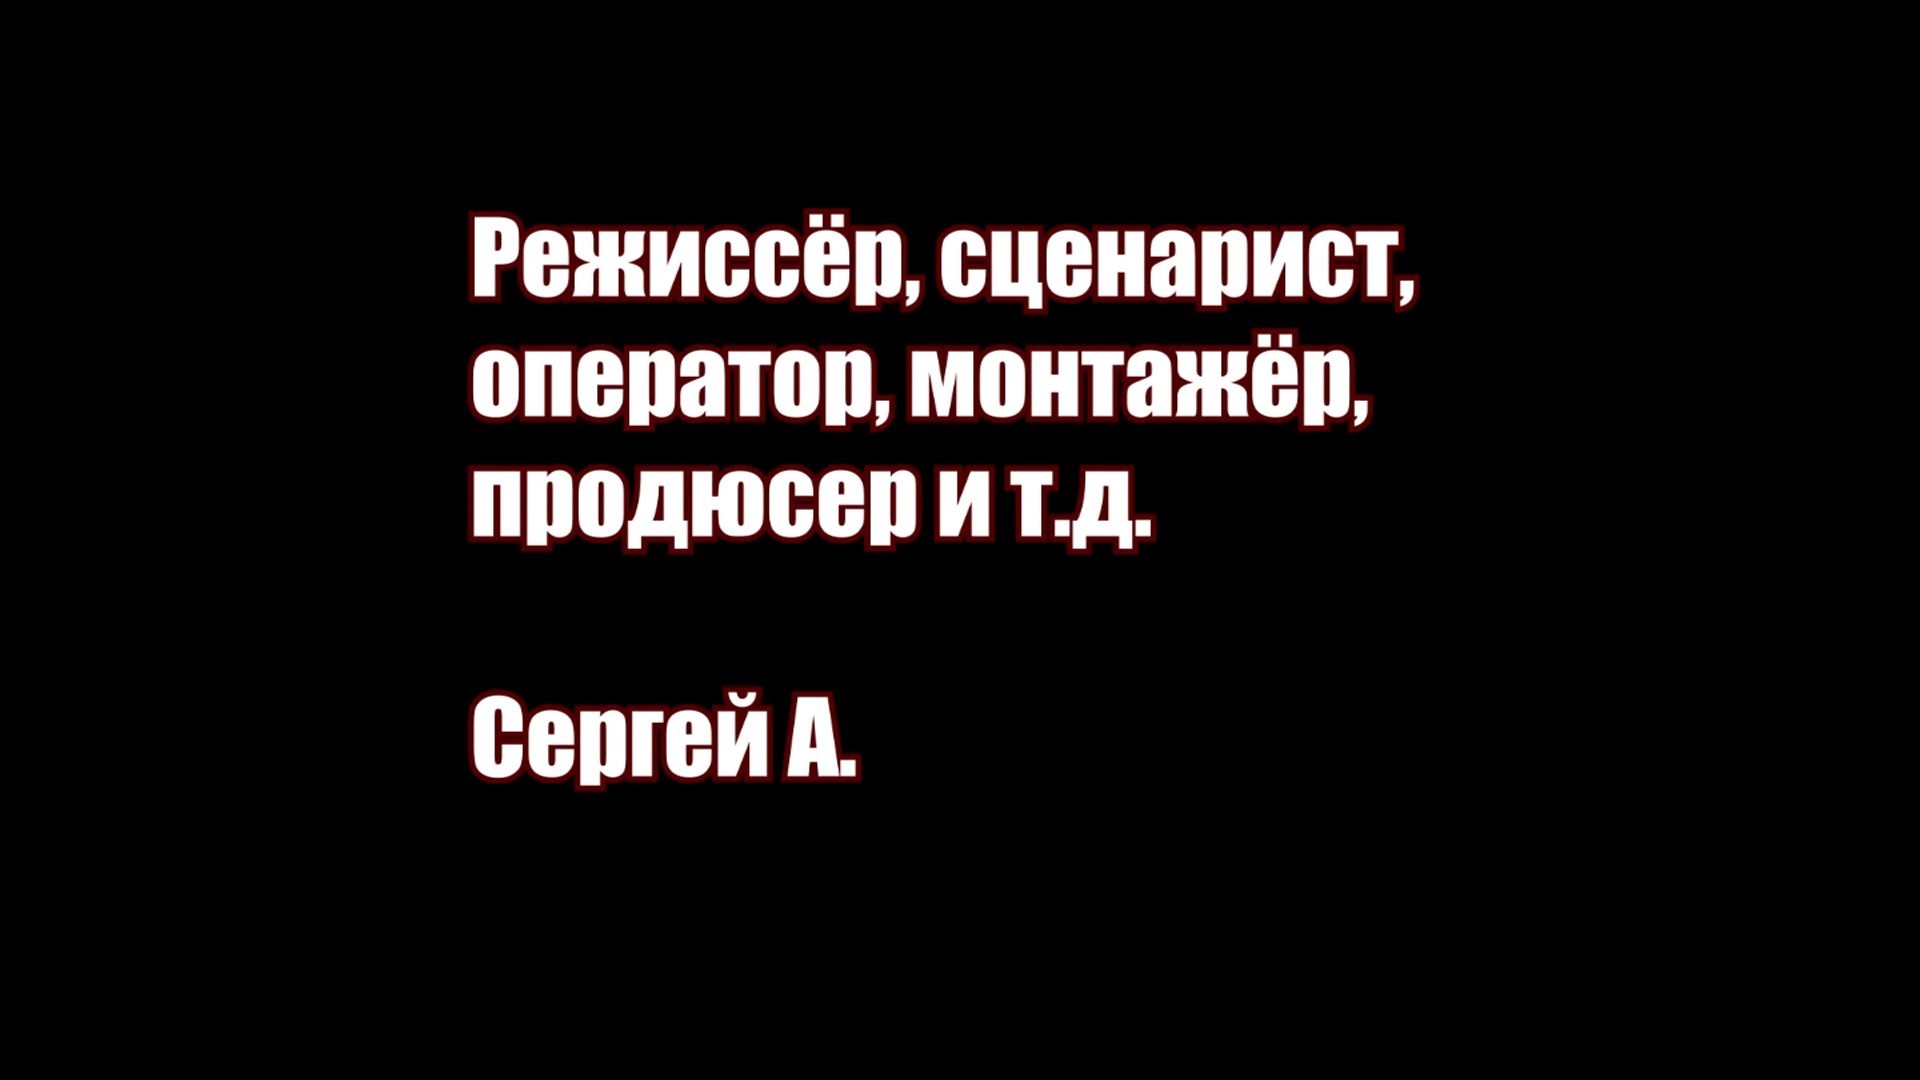 Режиссёр, сценарист,
оператор, монтажёр,
продюсер и т.д.
Сергей А.